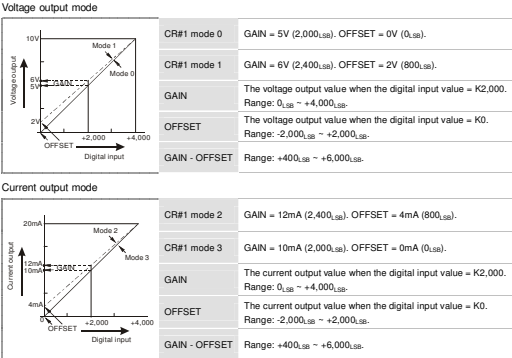 Voltage output mode
10V
Mode 1
Mode 0
6V
5V
GAIN
2V
0
+2,000
+4,000
OFFSET
Digital input
Voltage output
CR#1 mode 0
GAIN = 5V (2,000LSB). OFFSET = 0V (0LSB).
CR#1 mode 1
GAIN = 6V (2,400LSB). OFFSET = 2V (800LSB).
GAIN
The voltage output value when the digital input value = K2,000.
Range: 0LSB ~ +4,000LSB.
OFFSET
The voltage output value when the digital input value = K0.
Range: -2,000LSB ~ +2,000LSB.
GAIN - OFFSET
Range: +400LSB ~ +6,000LSB.
Current output mode
20mA
Mode 2
Mode 3
12mA
10mA
GAIN
4mA
0
+2,000
+4,000
OFFSET
Digital input
Current output
CR#1 mode 2
GAIN = 12mA (2,400LSB). OFFSET = 4mA (800LSB).
CR#1 mode 3
GAIN = 10mA (2,000LSB). OFFSET = 0mA (0LSB).
GAIN
The current output value when the digital input value = K2,000.
Range: 0LSB ~ +4,000LSB.
OFFSET
The current output value when the digital input value = K0.
Range: -2,000LSB ~ +2,000LSB.
GAIN - OFFSET
Range: +400LSB ~ +6,000LSB.